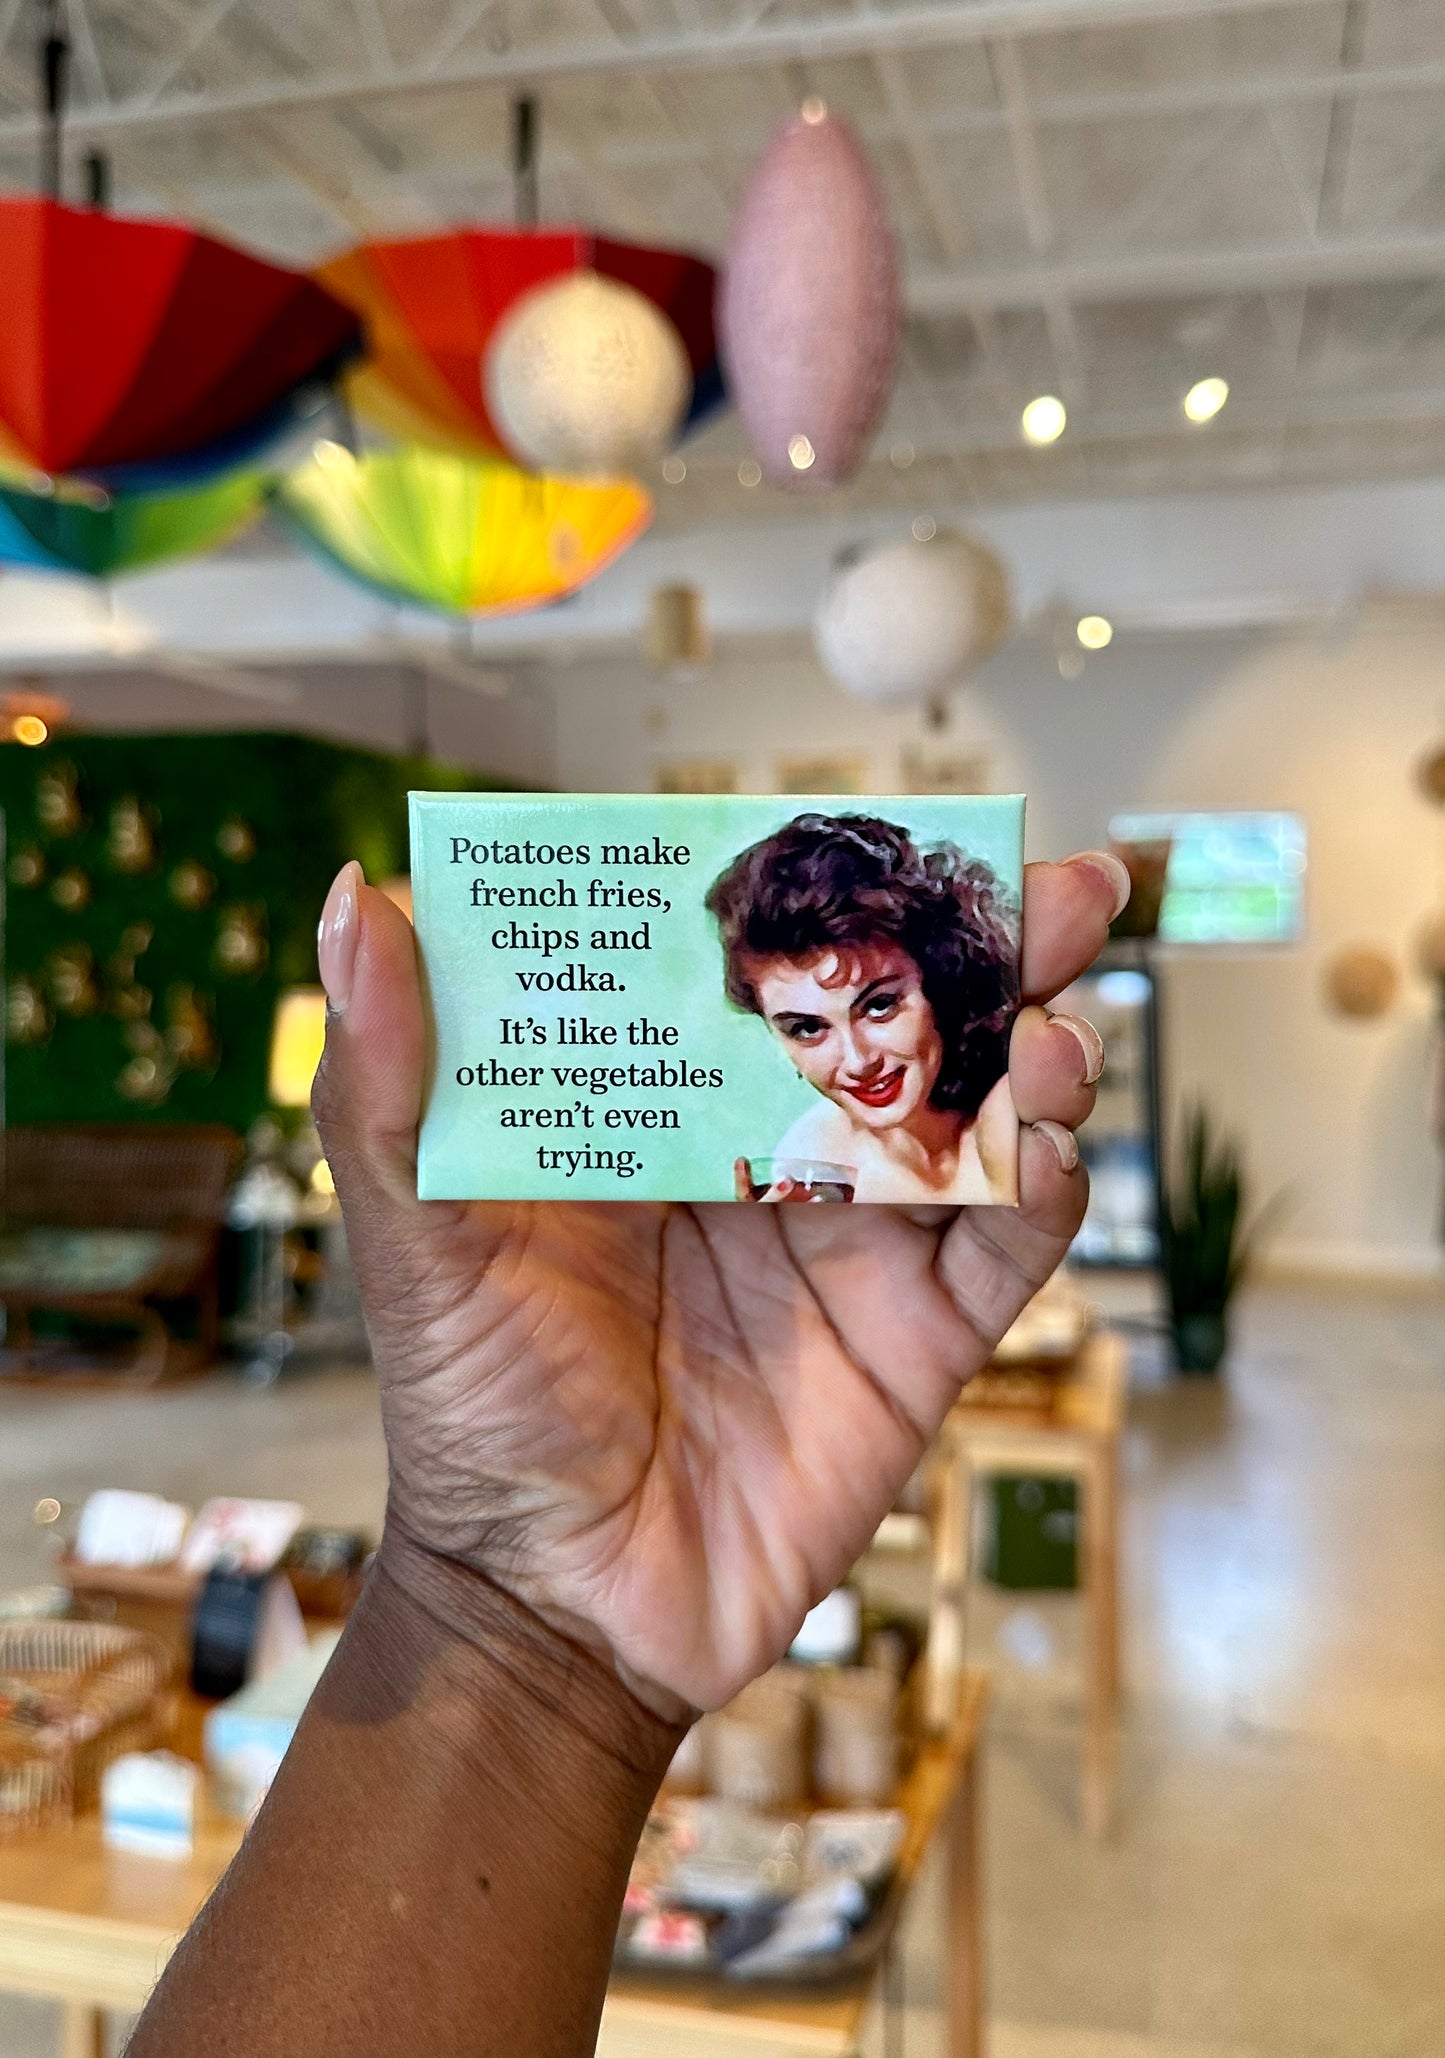 Potatoes make
french fries,
chips and
vodka.
It’s like the
other vegetables
aren’t even
trying.